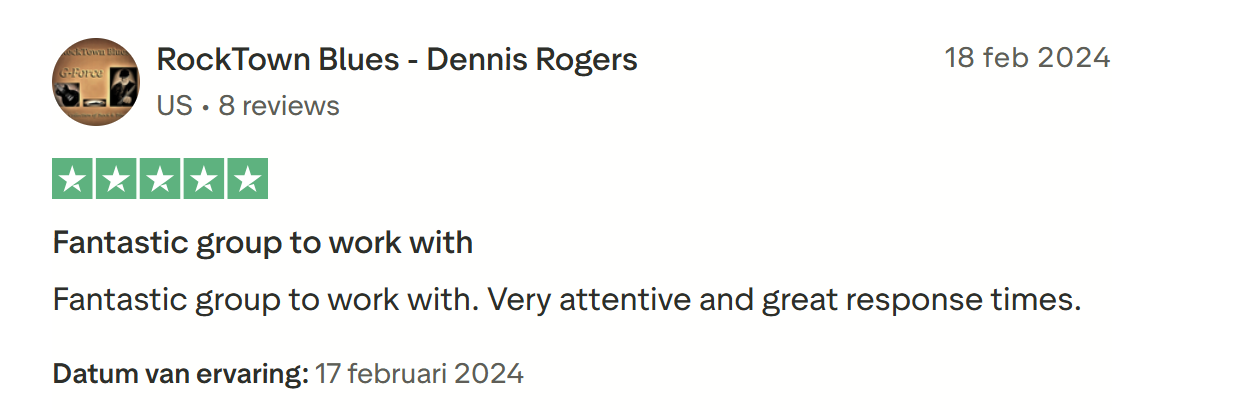 RockTown Blues - Dennis Rogers
18 feb 2024
US • 8 reviews
Fantastic group to work with
Fantastic group to work with. Very attentive and great response times.
Datum van ervaring: 17 februari 2024